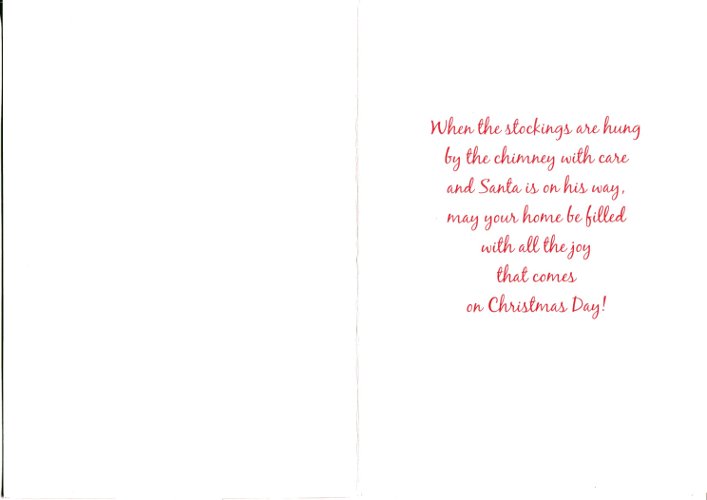 When the stockings are hung
by the chimney with care
and Santa is on his way,
may your home be filled
with all the joy
that comes
on Christmas Day!